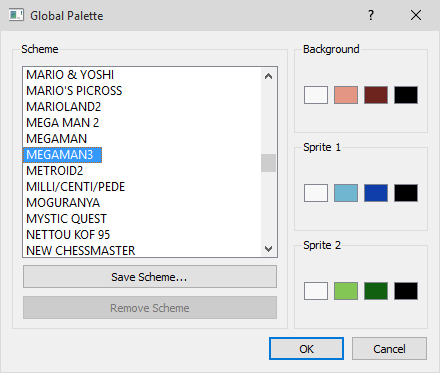 Global Palette
?
Scheme
MARIO & YOSHI
MARIO'S PICROSS
MARIOLAND2
MEGA MAN 2
MEGAMAN
MEGAMAN3
METROID2
MILLI/CENTI/PEDE
MOGURANYA
MYSTIC QUEST
NETTOU KOF 95
NEW CHESSMASTER
Save Scheme...
Remove Scheme
Background
Sprite 1
Sprite 2
OK
Cancel